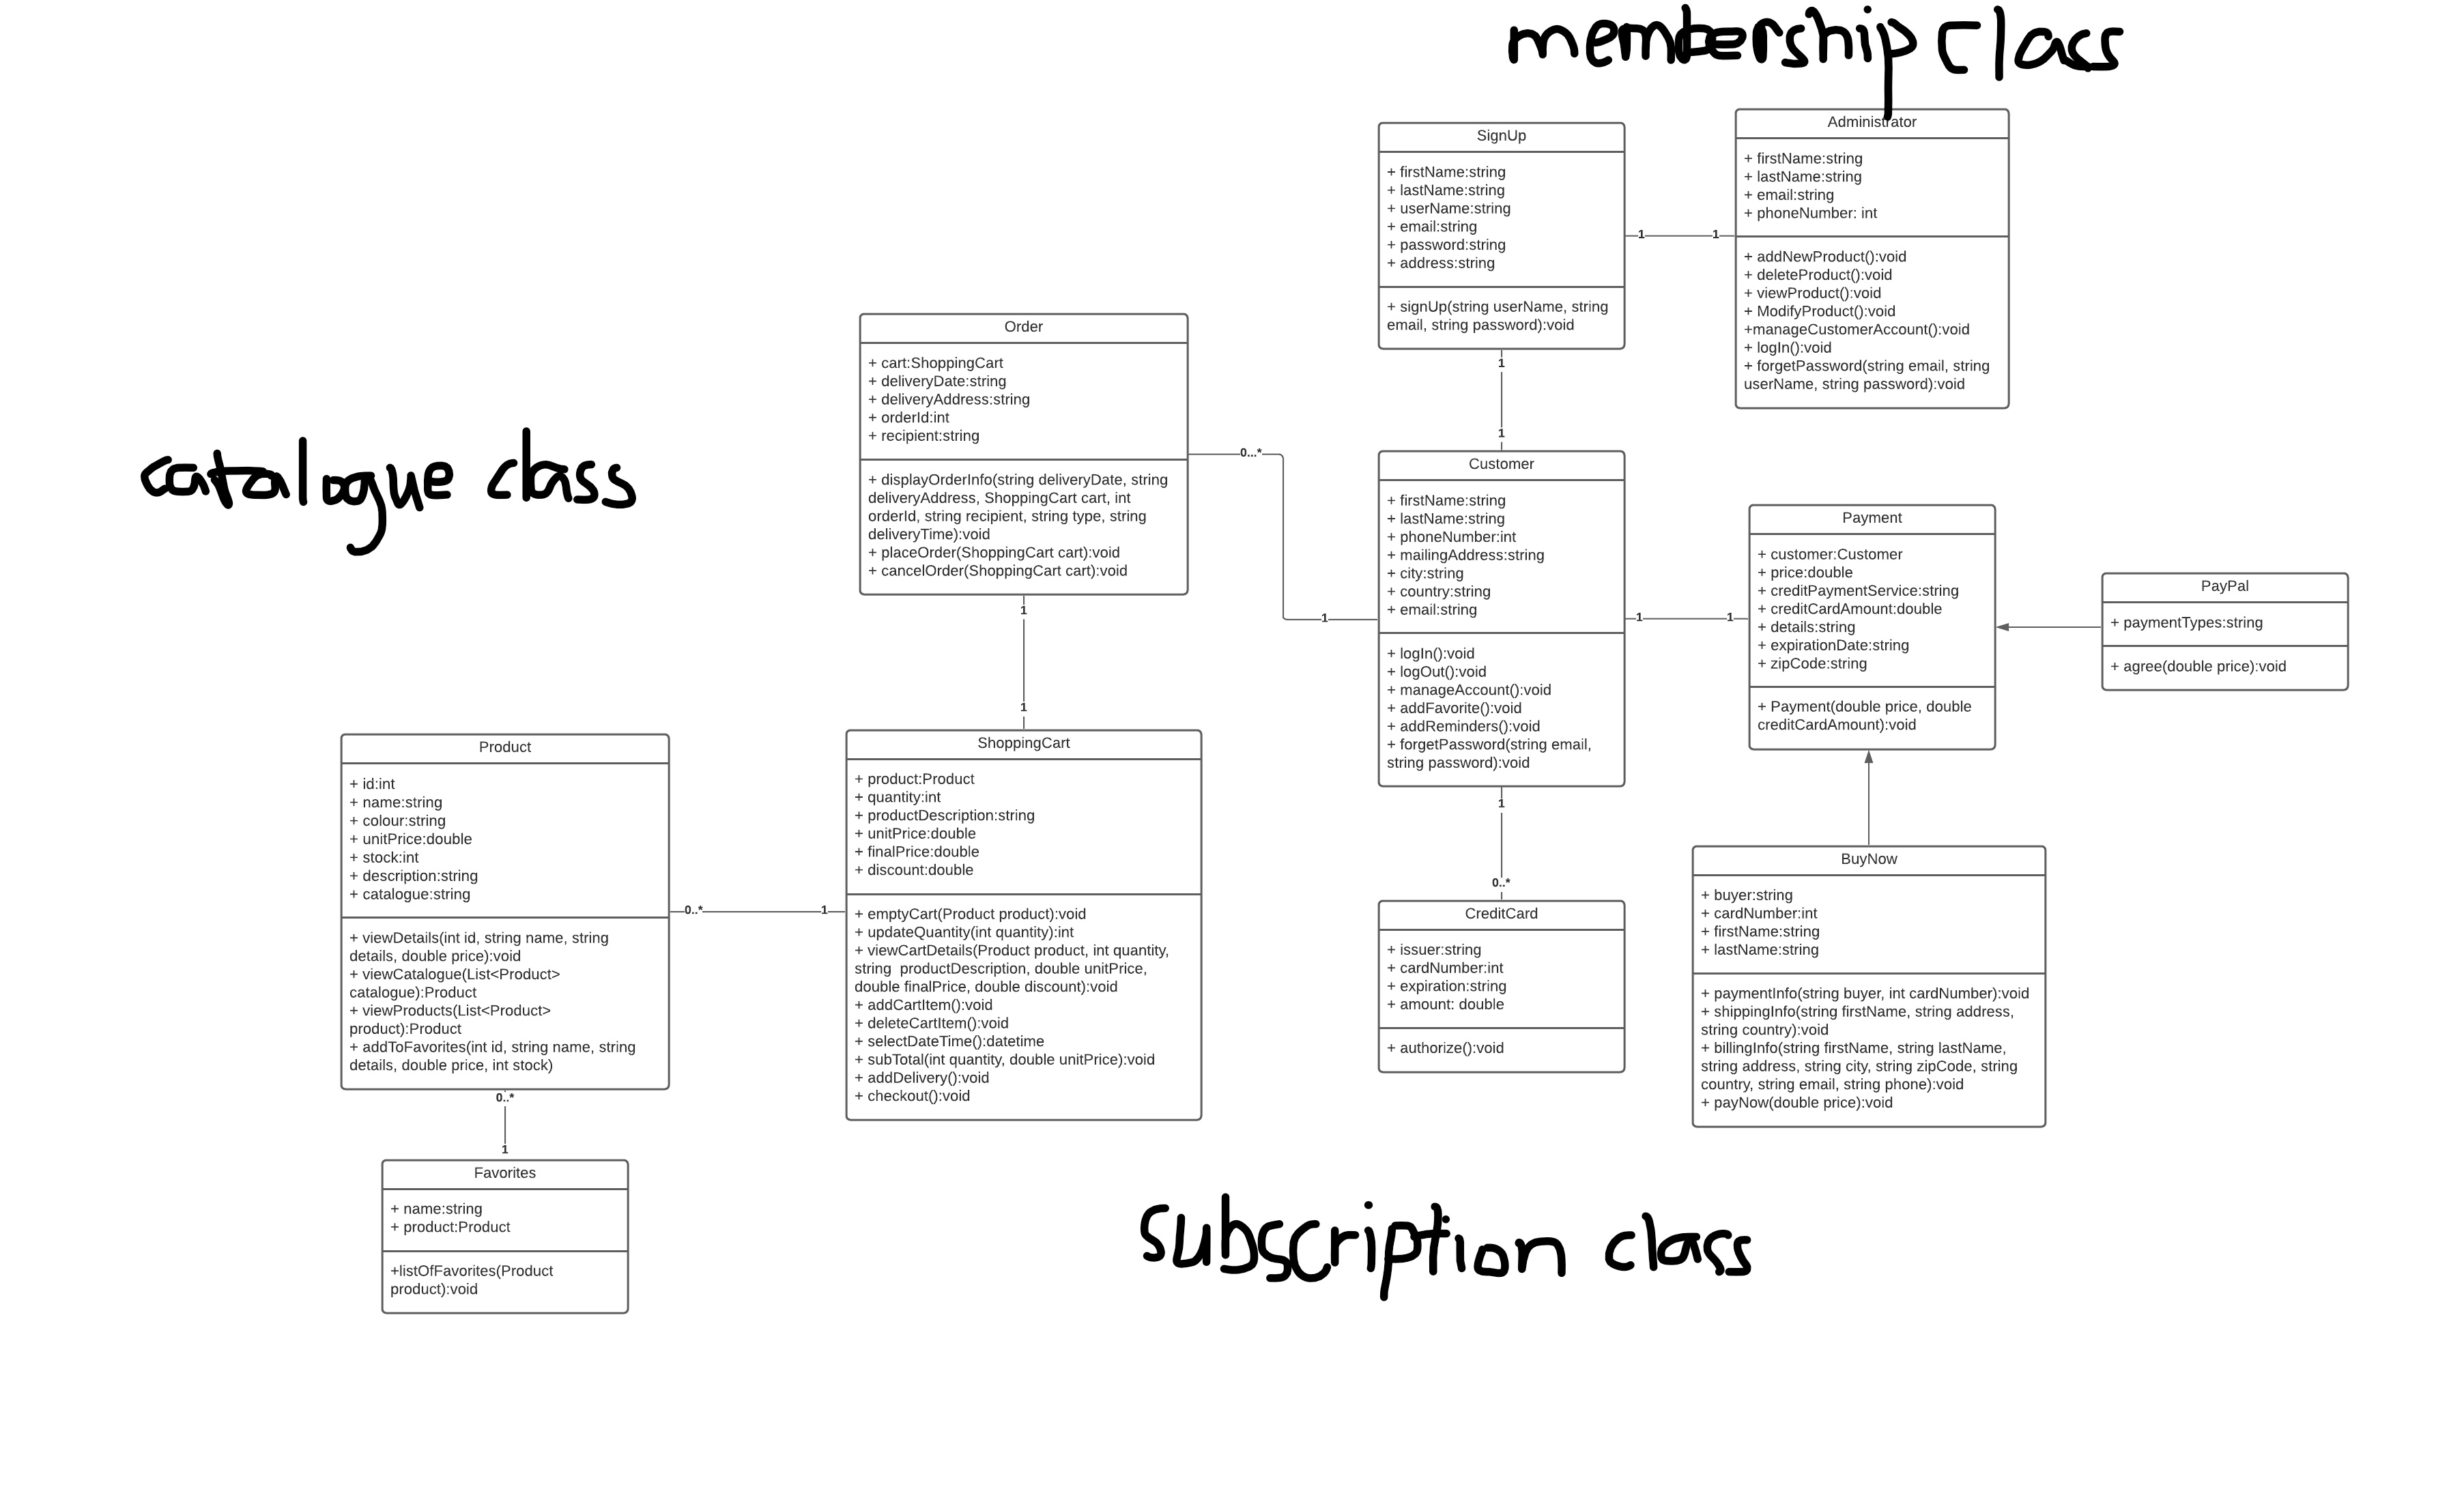 membership class
Administrator
+ firstName:string
+ lastName:string
+ email:string
+ phoneNumber: int
+ addNewProduct():void
+ deleteProduct():void
+ viewProduct():void
+ ModifyProduct():void
+manageCustomerAccount():void
+ logIn():void
+ forgetPassword(string email, string
userName, string password):void
SignUp
+ firstName:string
+ lastName:string
+ userName:string
+ email:string
+ password:string
+ address:string
+ signUp(string userName, string
email, string password):void
1
1
1
1
Order
+ cart:ShoppingCart
+ deliveryDate:string
+ deliveryAddress:string
+ orderId:int
+ recipient:string
+ displayOrderInfo(string deliveryDate, string
deliveryAddress, ShoppingCart cart, int
orderId, string recipient, string type, string
deliveryTime):void
+ placeOrder(ShoppingCart cart):void
+ cancelOrder(ShoppingCart cart):void
catalogue class
0...*
1
Customer
+ firstName:string
+ lastName:string
+ phoneNumber:int
+ mailingAddress:string
+ city:string
+ country:string
+ email:string
+ logIn():void
+ logOut():void
+ manageAccount():void
+ addFavorite():void
+ addReminders():void
+ forgetPassword(string email,
string password):void
1
1
Payment
+ customer:Customer
+ price:double
+ creditPaymentService:string
+ creditCardAmount:double
+ details:string
+ expirationDate:string
+ zipCode:string
+ Payment(double price, double
creditCardAmount):void
PayPal
+ paymentTypes:string
+ agree(double price):void
1
1
Product
+ id:int
+ name:string
+ colour:string
+ unitPrice:double
+ stock:int
+ description:string
+ catalogue:string
+ viewDetails(int id, string name, string
details, double price):void
+ viewCatalogue(List<Product>
catalogue):Product
+ viewProducts(List<Product>
product):Product
+ addToFavorites(int id, string name, string
details, double price, int stock)
0..*
1
ShoppingCart
+ product:Product
+ quantity:int
+ productDescription:string
+ unitPrice:double
+ finalPrice:double
+ discount:double
+ emptyCart(Product product):void
+ updateQuantity(int quantity):int
+ viewCartDetails(Product product, int quantity,
string  productDescription, double unitPrice,
double finalPrice, double discount):void
+ addCartItem():void
+ deleteCartItem():void
+ selectDateTime():datetime
+ subTotal(int quantity, double unitPrice):void
+ addDelivery():void
+ checkout():void
1
0..*
CreditCard
+ issuer:string
+ cardNumber:int
+ expiration:string
+ amount: double
+ authorize():void
BuyNow
+ buyer:string
+ cardNumber:int
+ firstName:string
+ lastName:string
+ paymentInfo(string buyer, int cardNumber):void
+ shippingInfo(string firstName, string address,
string country):void
+ billingInfo(string firstName, string lastName,
string address, string city, string zipCode, string
country, string email, string phone):void
+ payNow(double price):void
0..*
1
Favorites
+ name:string
+ product:Product
+listOfFavorites(Product
product):void
Subscription class